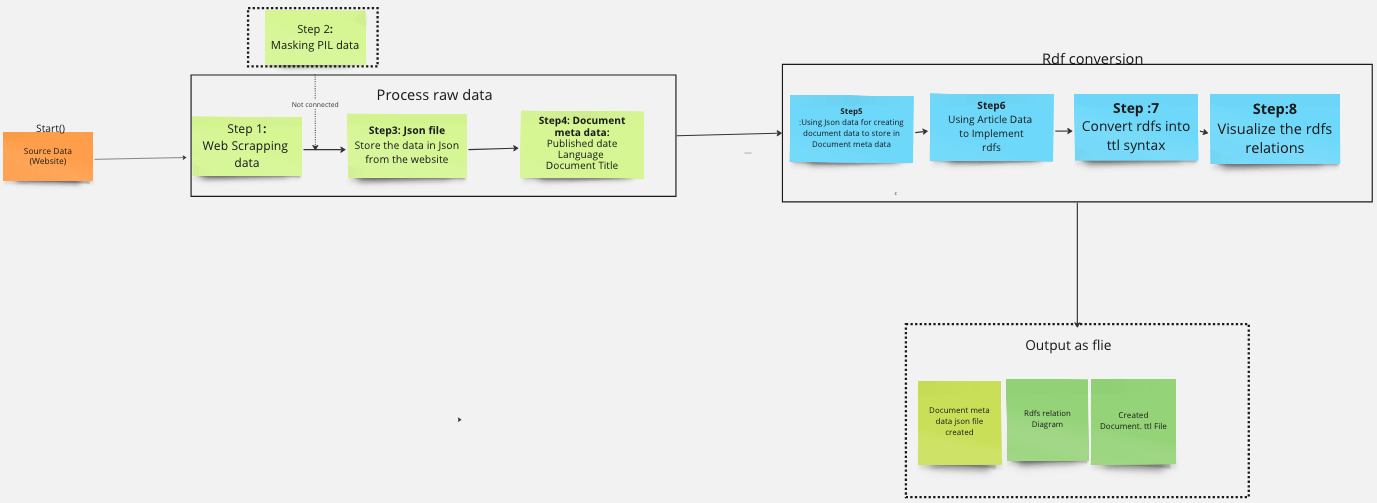 Step 2:
Masking PIL data
Rdf conversion
Process raw data
Not connected
Start()
Source Data
(Website)
Step 1:
Web Scrapping
data
Step3: Json file
Store the data in Json
from the website
Step4: Document
meta data:
Published date
Language
Document Title
Step5
:Using Json data for creating
document data to store in
Document meta data
Step6
Using Article Data
to Implement
rdfs
Step :7
Convert rdfs into
ttl syntax
Step:8
Visualize the rdfs
relations
Output as flie
Document meta
data json file
created
Rdfs relation
Diagram
Created
Document. ttl File